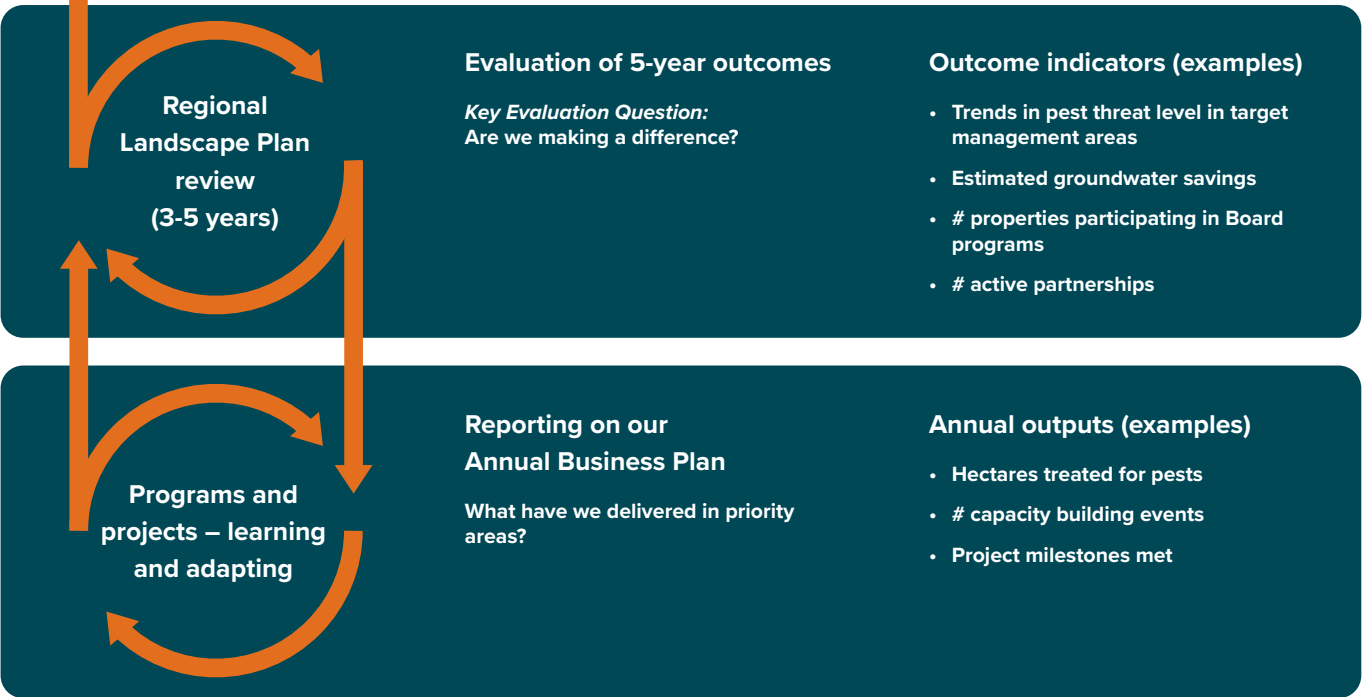 Regional
Landscape Plan
review
(3-5 years)
Evaluation of 5-year outcomes
Key Evaluation Question:
Are we making a difference?
Outcome indicators (examples)
• Trends in pest threat level in target
management areas
• Estimated groundwater savings
• # properties participating in Board
programs
• # active partnerships
Programs and
projects – learning
and adapting
Reporting on our
Annual Business Plan
What have we delivered in priority
areas?
Annual outputs (examples)
• Hectares treated for pests
• # capacity building events
• Project milestones met